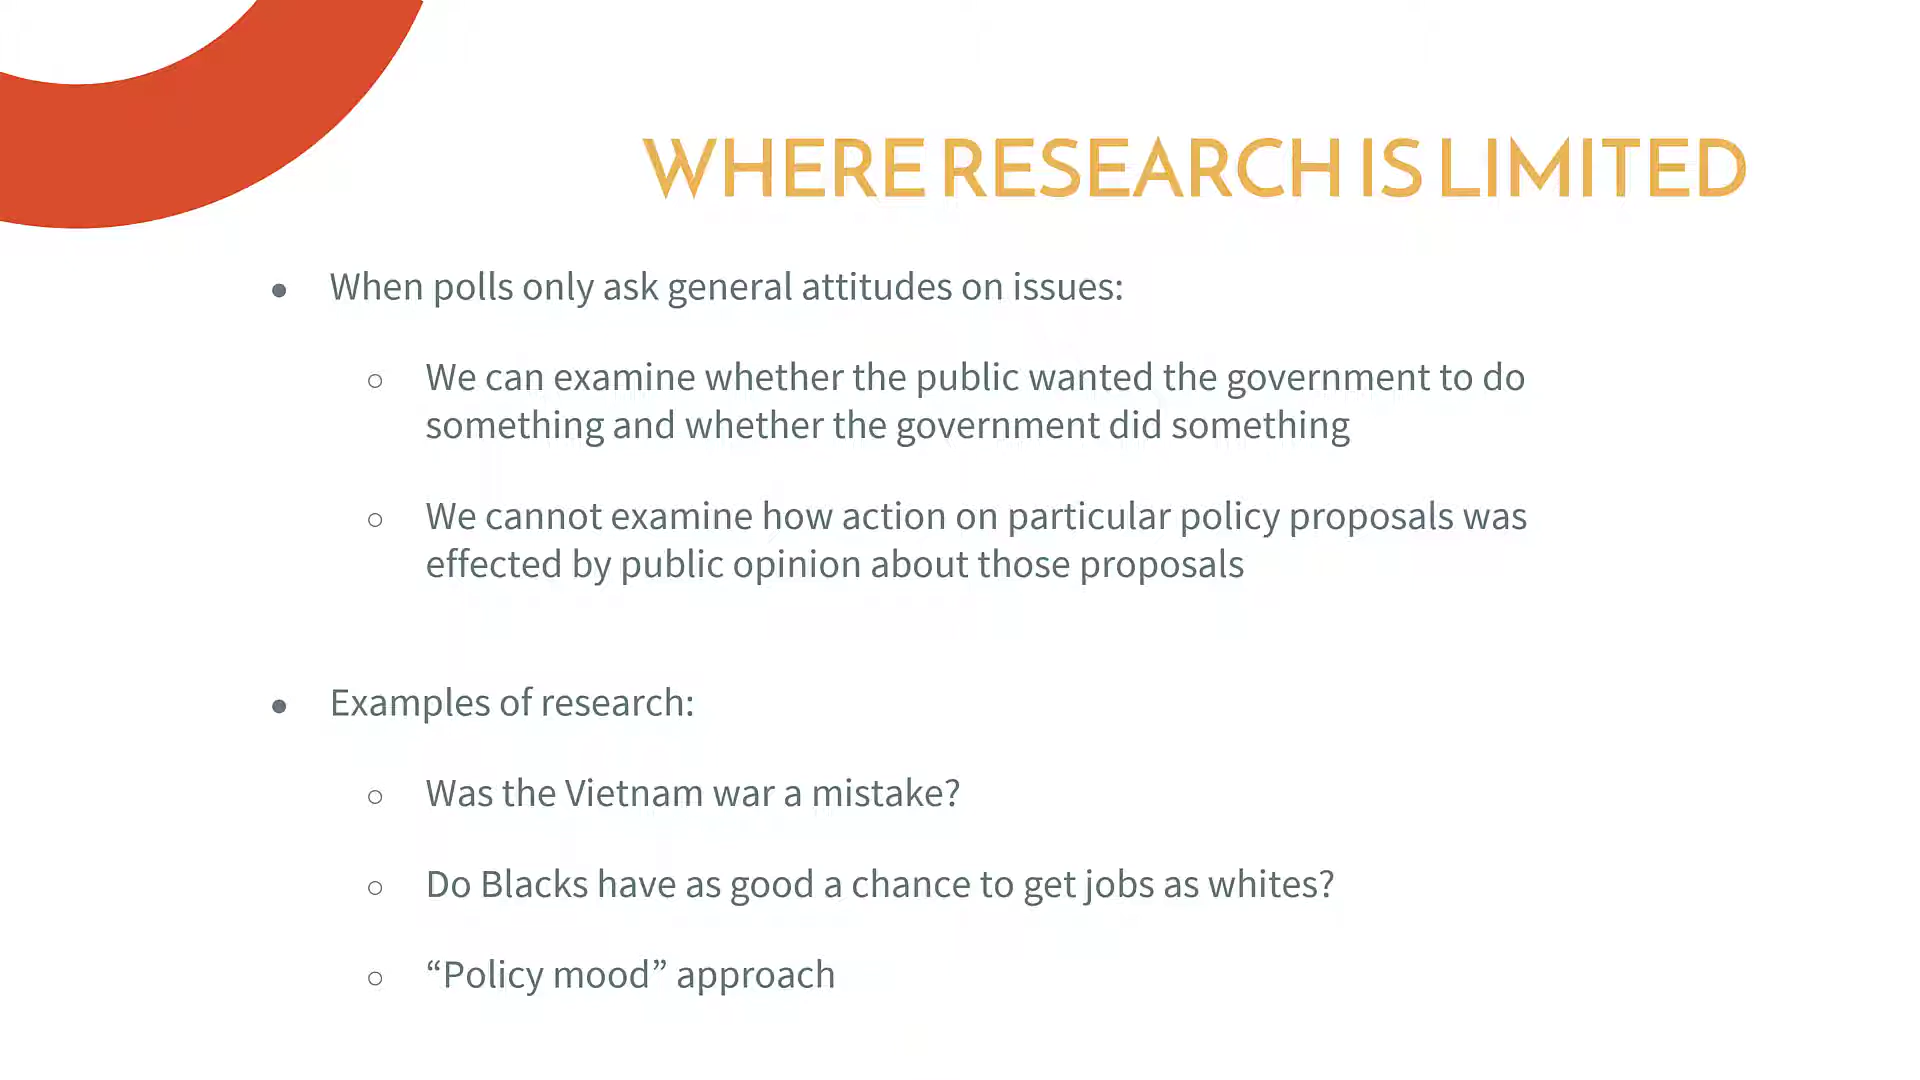 WHERE RESEARCH IS LIMITED
● When polls only ask general attitudes on issues:
○ We can examine whether the public wanted the government to do
something and whether the government did something
○ We cannot examine how action on particular policy proposals was
effected by public opinion about those proposals
● Examples of research:
○ Was the Vietnam war a mistake?
○ Do Blacks have as good a chance to get jobs as whites?
○ “Policy mood” approach